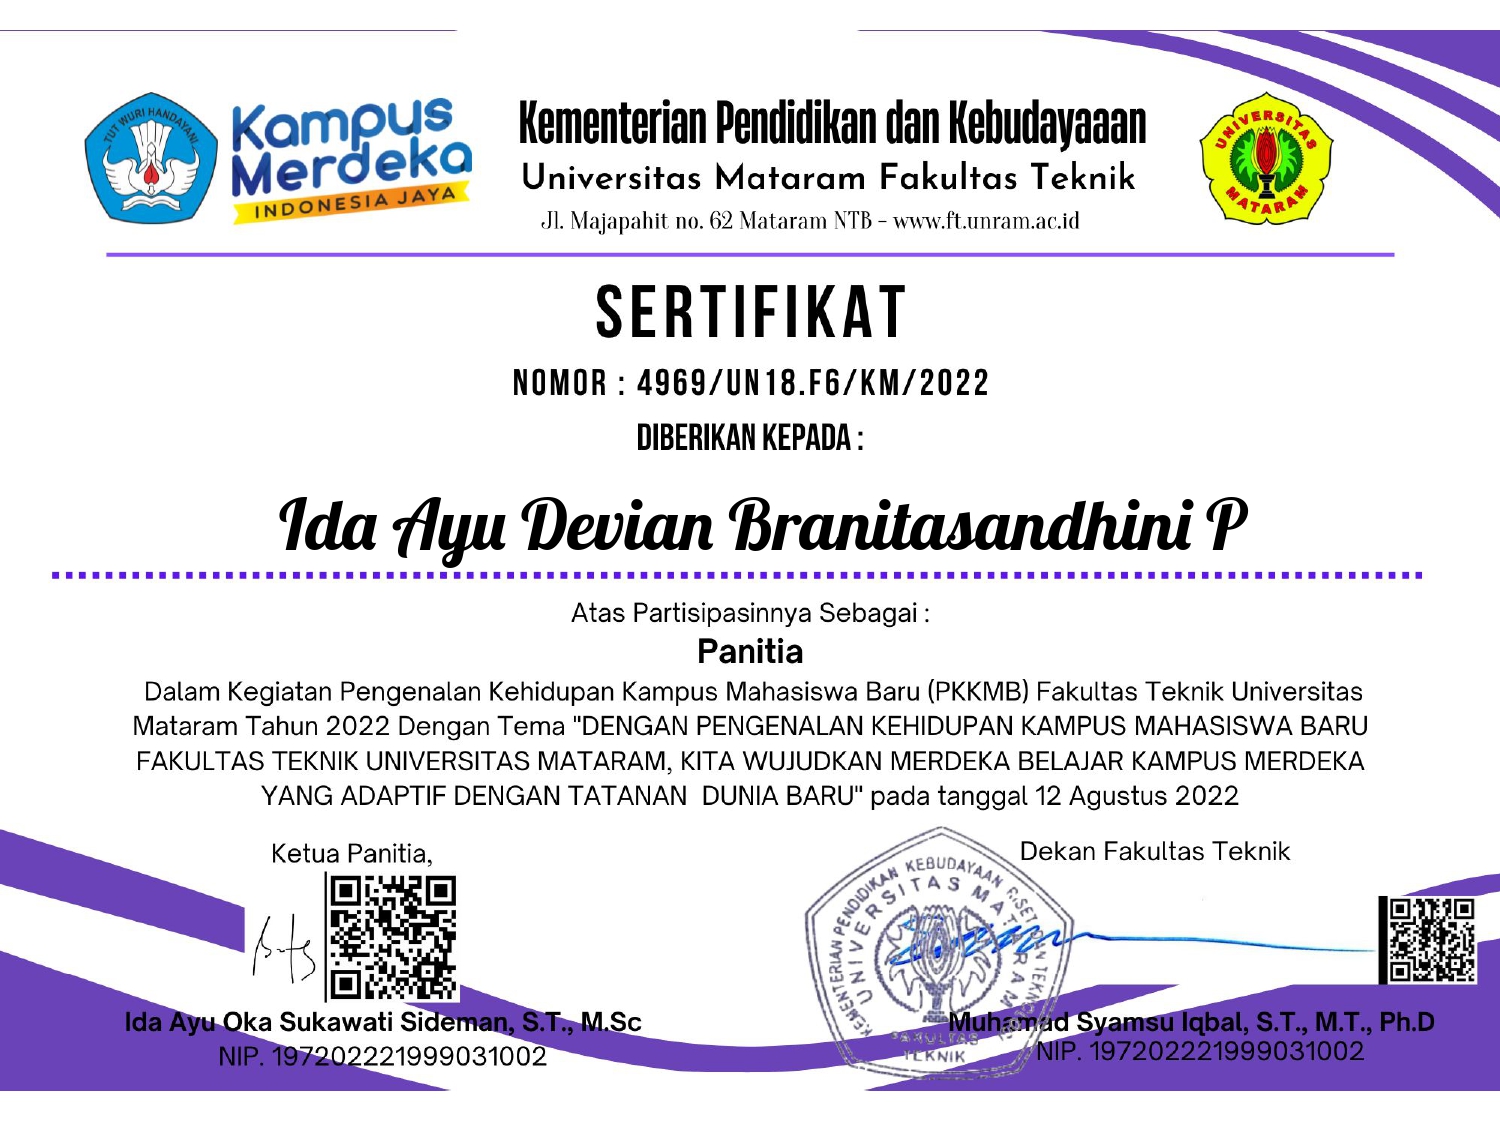 TUT WURI HANDAYANI
Kampus
Merdeka
INDONESIA JAYA
Kementerian Pendidikan dan Kebudayaaan
Universitas Mataram Fakultas Teknik
Jl. Majapahit no. 62 Mataram NTB - www.ft.unram.ac.id
UNIVERSITAS
MATARAM
SERTIFIKAT
NOMOR : 4969/UN18.F6/KM/2022
DIBERIKAN KEPADA :
Ida Ayu Devian Branitasandhini P
Atas Partisipasinnya Sebagai :
Panitia
Dalam Kegiatan Pengenalan Kehidupan Kampus Mahasiswa Baru (PKKMB) Fakultas Teknik Universitas
Mataram Tahun 2022 Dengan Tema "DENGAN PENGENALAN KEHIDUPAN KAMPUS MAHASISWA BARU
FAKULTAS TEKNIK UNIVERSITAS MATARAM, KITA WUJUDKAN MERDEKA BELAJAR KAMPUS MERDEKA
YANG ADAPTIF DENGAN TATANAN DUNIA BARU" pada tanggal 12 Agustus 2022
Ketua Panitia,
Ida Ayu Oka Sukawati Sideman, S.T., M.Sc
NIP. 197202221999031002
Dekan Fakultas Teknik
KEMENTERIAN PENDIDIKAN KEBUDAYAAN RISET DAN TEKNOLOGI
UNIVERSITAS MATARAM
FAKULTAS
TEKNIK
Muhamad Syamsu Iqbal, S.T., M.T., Ph.D
NIP. 197202221999031002